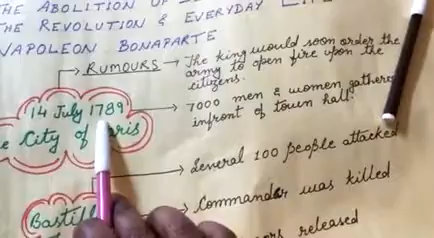 THE ABOLITION OF
THE REVOLUTION & EVERYDAY
NAPOLEON BONAPARTE
RUMOURS → The king would soon order the
army to open fire upon the
citizens.
14 July 1789
7000 men & women gathered
infront of town hall.
City of Paris
Several 100 people attacked
Commander was killed
Bastill
released